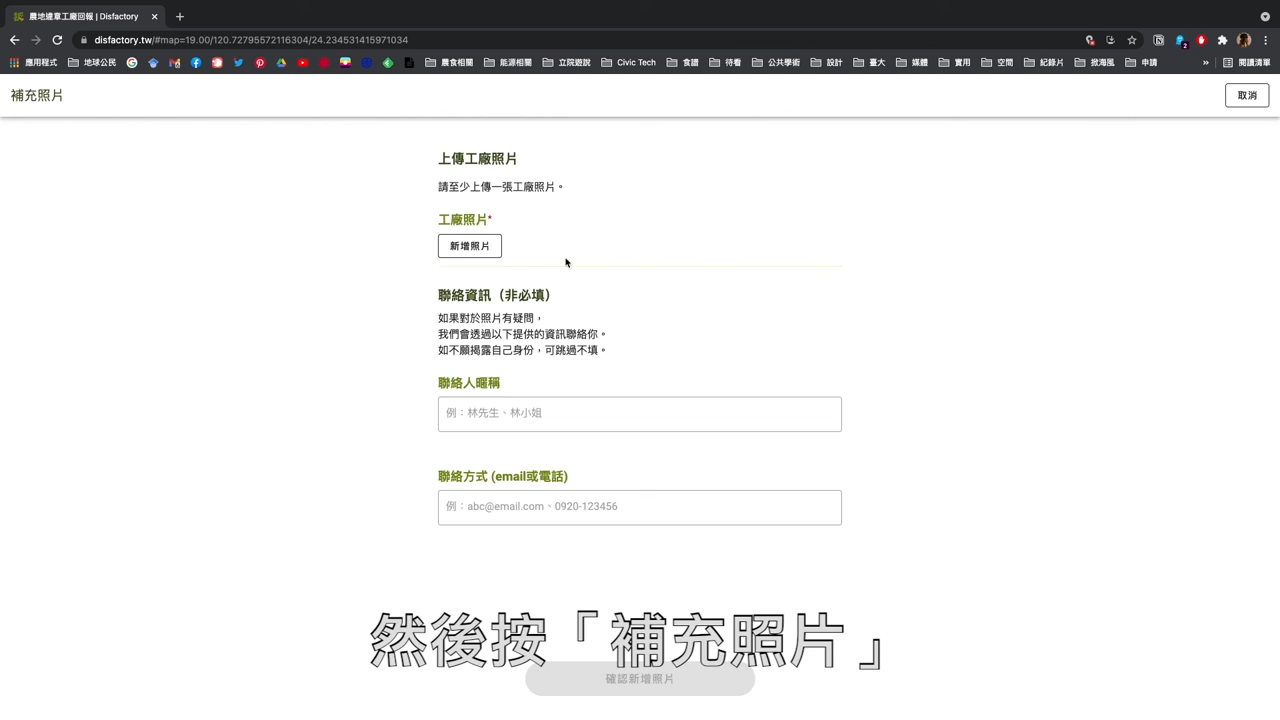 農地違章工廠回報 | Disfactory
disfactory.tw/#map=19.00/120.72795572116304/24.234531415971034
應用程式 地球公民 農食相關 能源相關 立院遊說 Civic Tech 食譜 待看 公共學術 設計 臺大 媒體 實用 空間 紀錄片 掀海風 申請 » 閱讀清單
補充照片
取消
上傳工廠照片
請至少上傳一張工廠照片。
工廠照片*
新增照片
聯絡資訊（非必填）
如果對於照片有疑問，
我們會透過以下提供的資訊聯絡你。
如不願揭露自己身份，可跳過不填。
聯絡人暱稱
例：林先生、林小姐
聯絡方式 (email或電話)
例：abc@email.com、0920-123456
然後按「補充照片」
確認新增照片